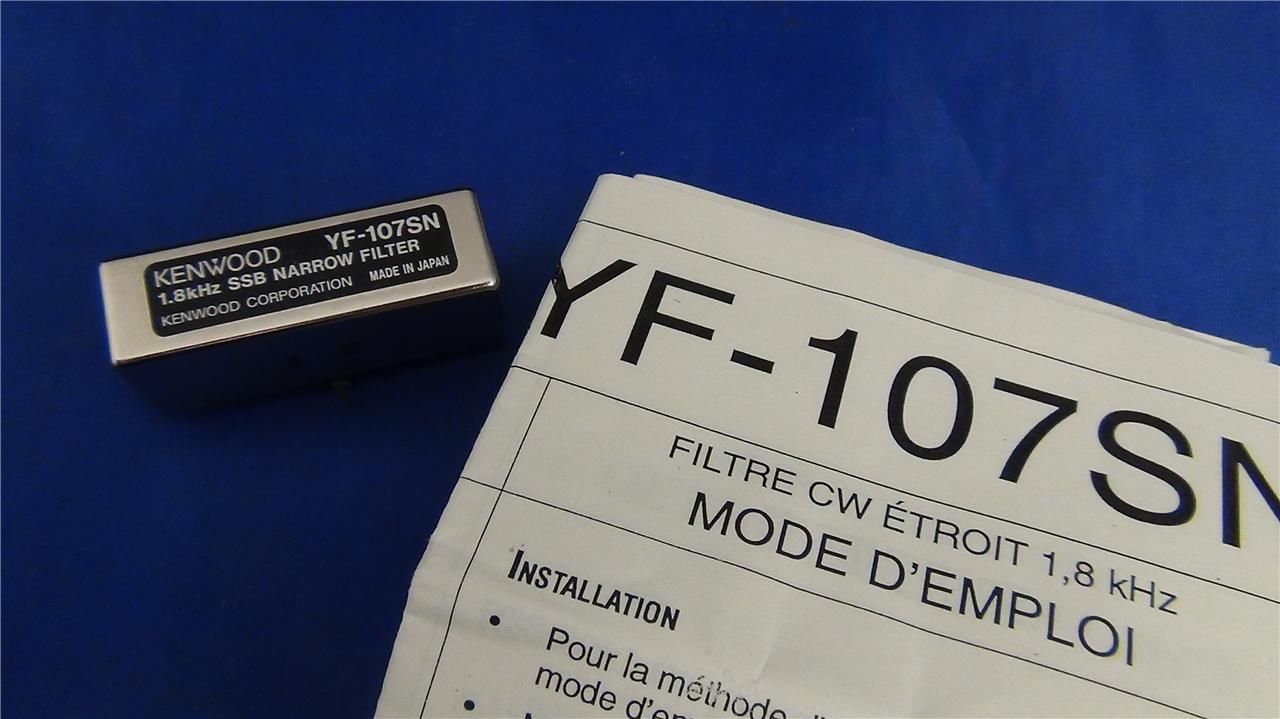 KENWOOD YF-107SN
1.8kHz SSB NARROW FILTER
KENWOOD CORPORATION MADE IN JAPAN
YF-107SN
FILTRE CW ÉTROIT 1,8 kHz
MODE D'EMPLOI
INSTALLATION
• Pour la méthode
mode
•